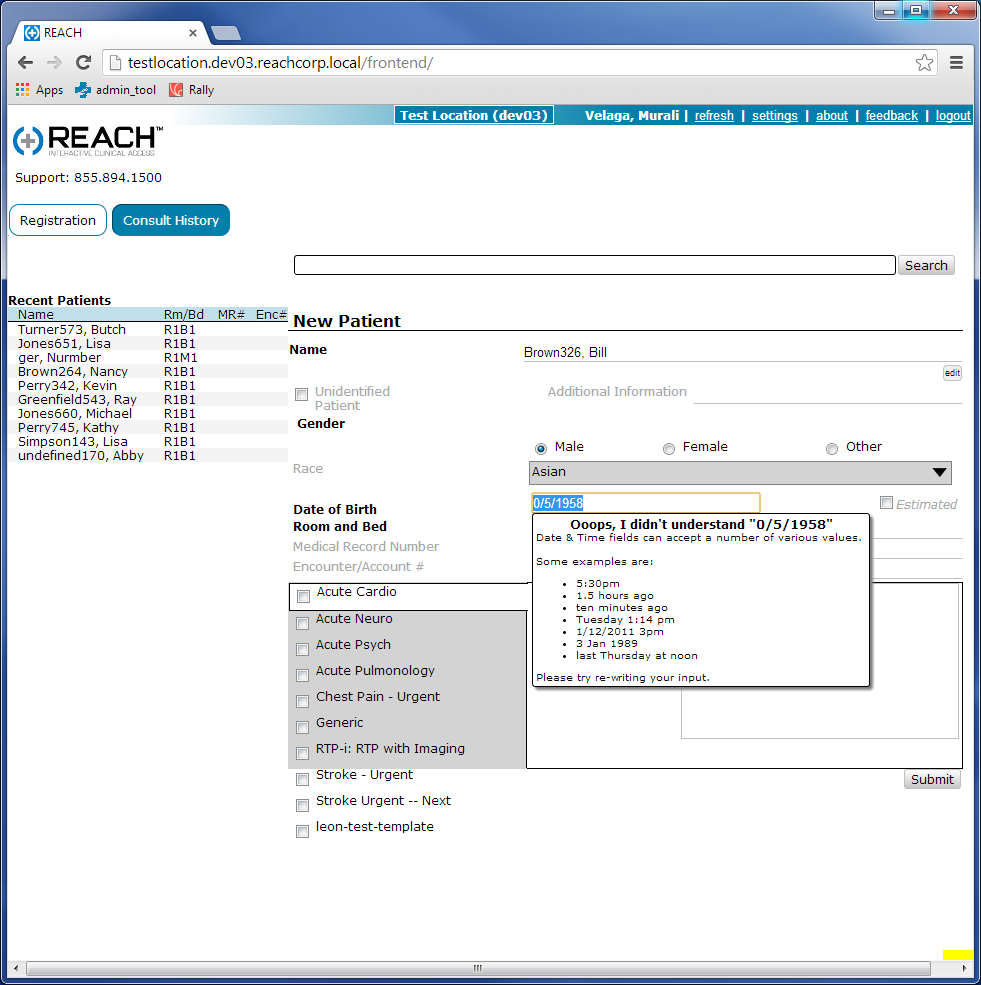 REACH
testlocation.dev03.reachcorp.local/frontend/
Apps admin_tool Rally
Test Location (dev03) Velaga, Murali | refresh | settings | about | feedback | logout
REACH™
INTERACTIVE CLINICAL ACCESS
Support: 855.894.1500
Registration Consult History
Search
Recent Patients
Name Rm/Bd MR# Enc#
Turner573, Butch R1B1
Jones651, Lisa R1B1
ger, Nurmber R1M1
Brown264, Nancy R1B1
Perry342, Kevin R1B1
Greenfield543, Ray R1B1
Jones660, Michael R1B1
Perry745, Kathy R1B1
Simpson143, Lisa R1B1
undefined170, Abby R1B1
New Patient
Name Brown326, Bill
edit
Unidentified Patient Additional Information
Gender
Male Female Other
Race Asian
Date of Birth 0/5/1958 Estimated
Room and Bed
Medical Record Number
Encounter/Account #
Ooops, I didn't understand "0/5/1958"
Date & Time fields can accept a number of various values.
Some examples are:
• 5:30pm
• 1.5 hours ago
• ten minutes ago
• Tuesday 1:14 pm
• 1/12/2011 3pm
• 3 Jan 1989
• last Thursday at noon
Please try re-writing your input.
Acute Cardio
Acute Neuro
Acute Psych
Acute Pulmonology
Chest Pain - Urgent
Generic
RTP-i: RTP with Imaging
Stroke - Urgent
Stroke Urgent -- Next
leon-test-template
Submit